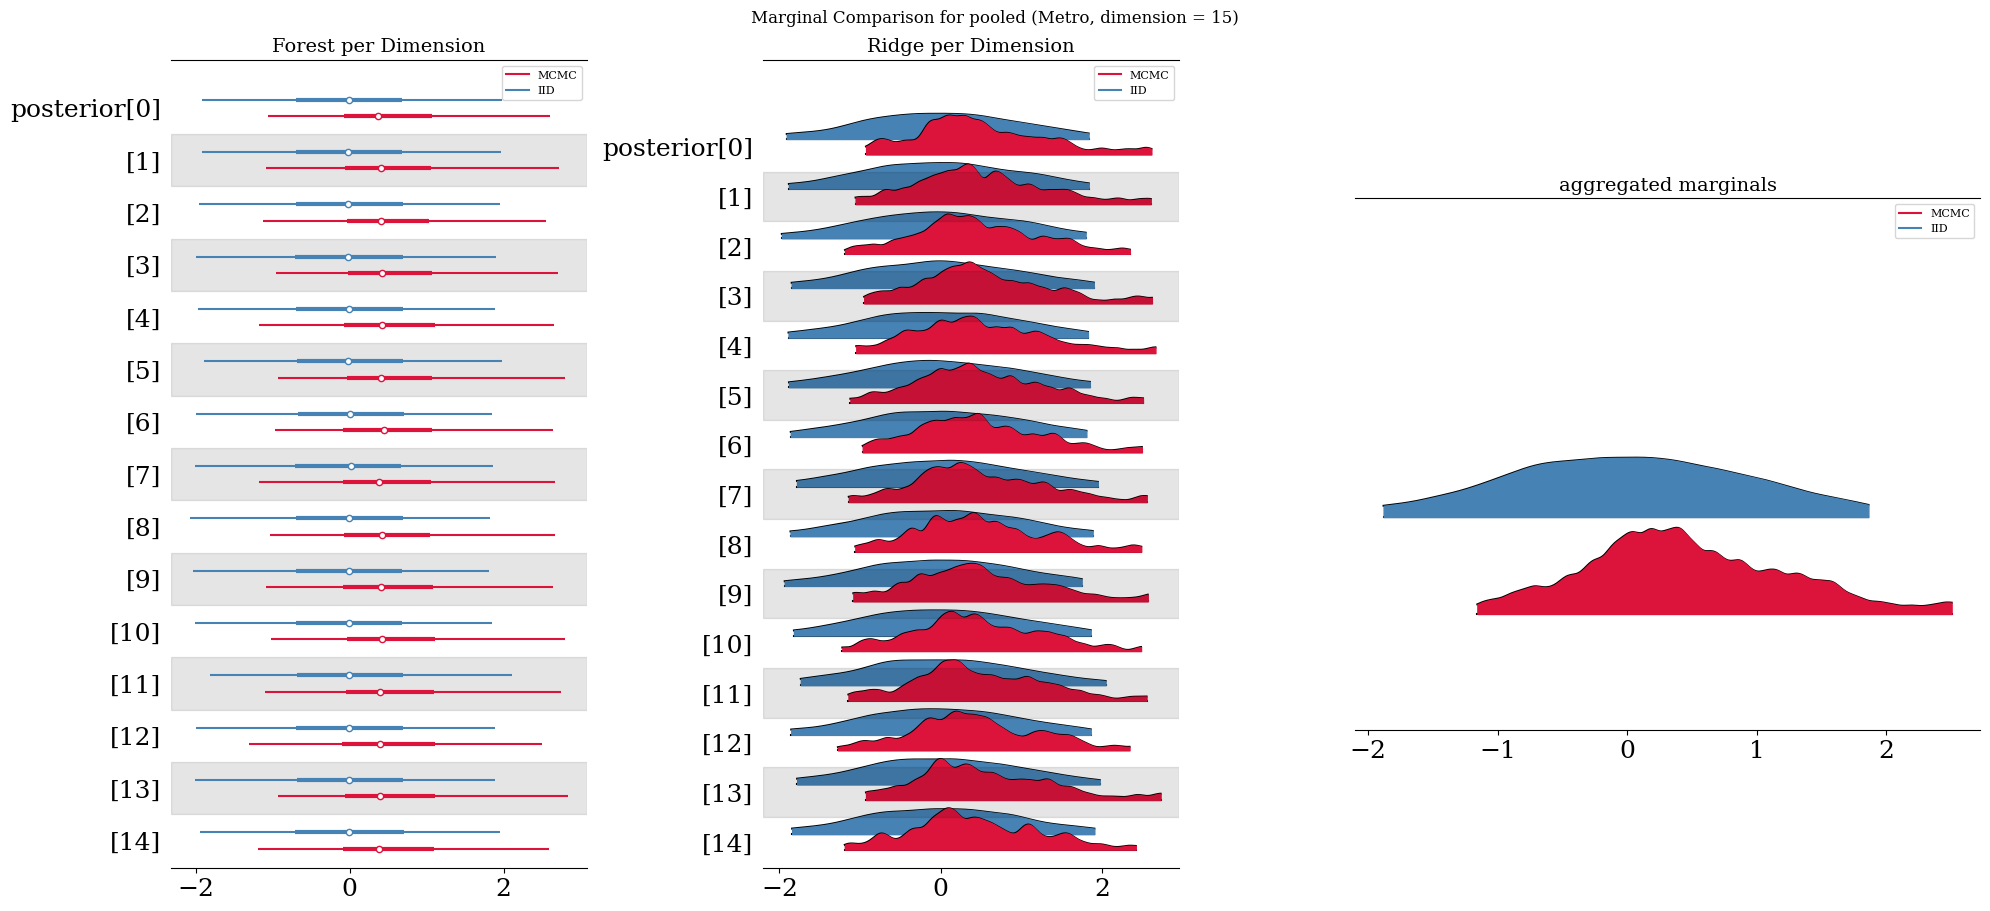 Marginal Comparison for pooled (Metro, dimension = 15)
Forest per Dimension
MCMC
IID
posterior[0]
[1]
[2]
[3]
[4]
[5]
[6]
[7]
[8]
[9]
[10]
[11]
[12]
[13]
[14]
−2 0 2
Ridge per Dimension
MCMC
IID
posterior[0]
[1]
[2]
[3]
[4]
[5]
[6]
[7]
[8]
[9]
[10]
[11]
[12]
[13]
[14]
−2 0 2
aggregated marginals
MCMC
IID
−2 −1 0 1 2